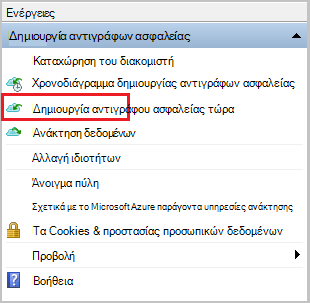 Ενέργειες
Δημιουργία αντιγράφων ασφαλείας
Καταχώρηση του διακομιστή
Χρονοδιάγραμμα δημιουργίας αντιγράφων ασφαλείας
Δημιουργία αντιγράφου ασφαλείας τώρα
Ανάκτηση δεδομένων
Αλλαγή ιδιοτήτων
Άνοιγμα πύλη
Σχετικά με το Microsoft Azure παράγοντα υπηρεσίες ανάκτησης
Τα Cookies & προστασίας προσωπικών δεδομένων
Προβολή
Βοήθεια